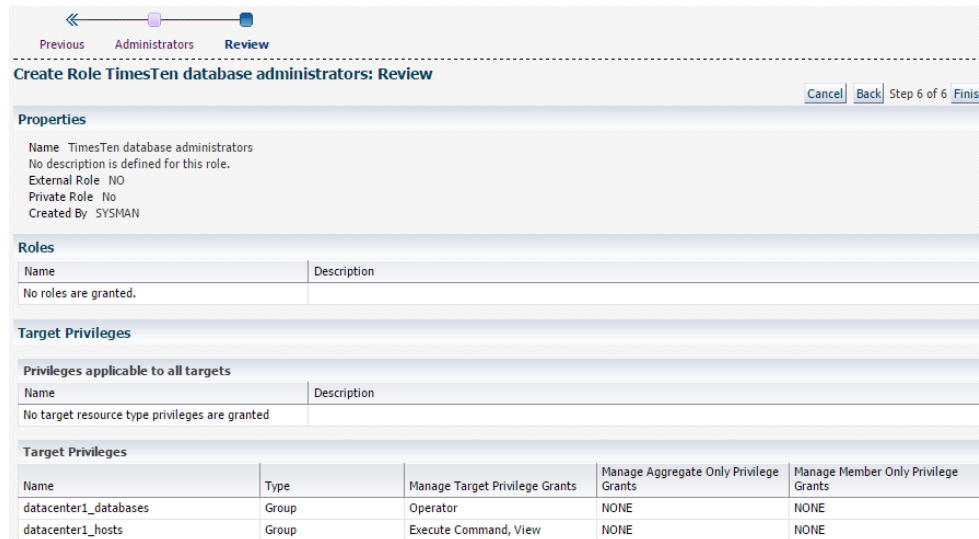 Previous Administrators Review
Create Role TimesTen database administrators: Review
Cancel Back Step 6 of 6 Finis
Properties
Name TimesTen database administrators
No description is defined for this role.
External Role NO
Private Role No
Created By SYSMAN
Roles
Name Description
No roles are granted.
Target Privileges
Privileges applicable to all targets
Name Description
No target resource type privileges are granted
Target Privileges
Name Type Manage Target Privilege Grants Manage Aggregate Only Privilege Grants Manage Member Only Privilege Grants
datacenter1_databases Group Operator NONE NONE
datacenter1_hosts Group Execute Command, View NONE NONE